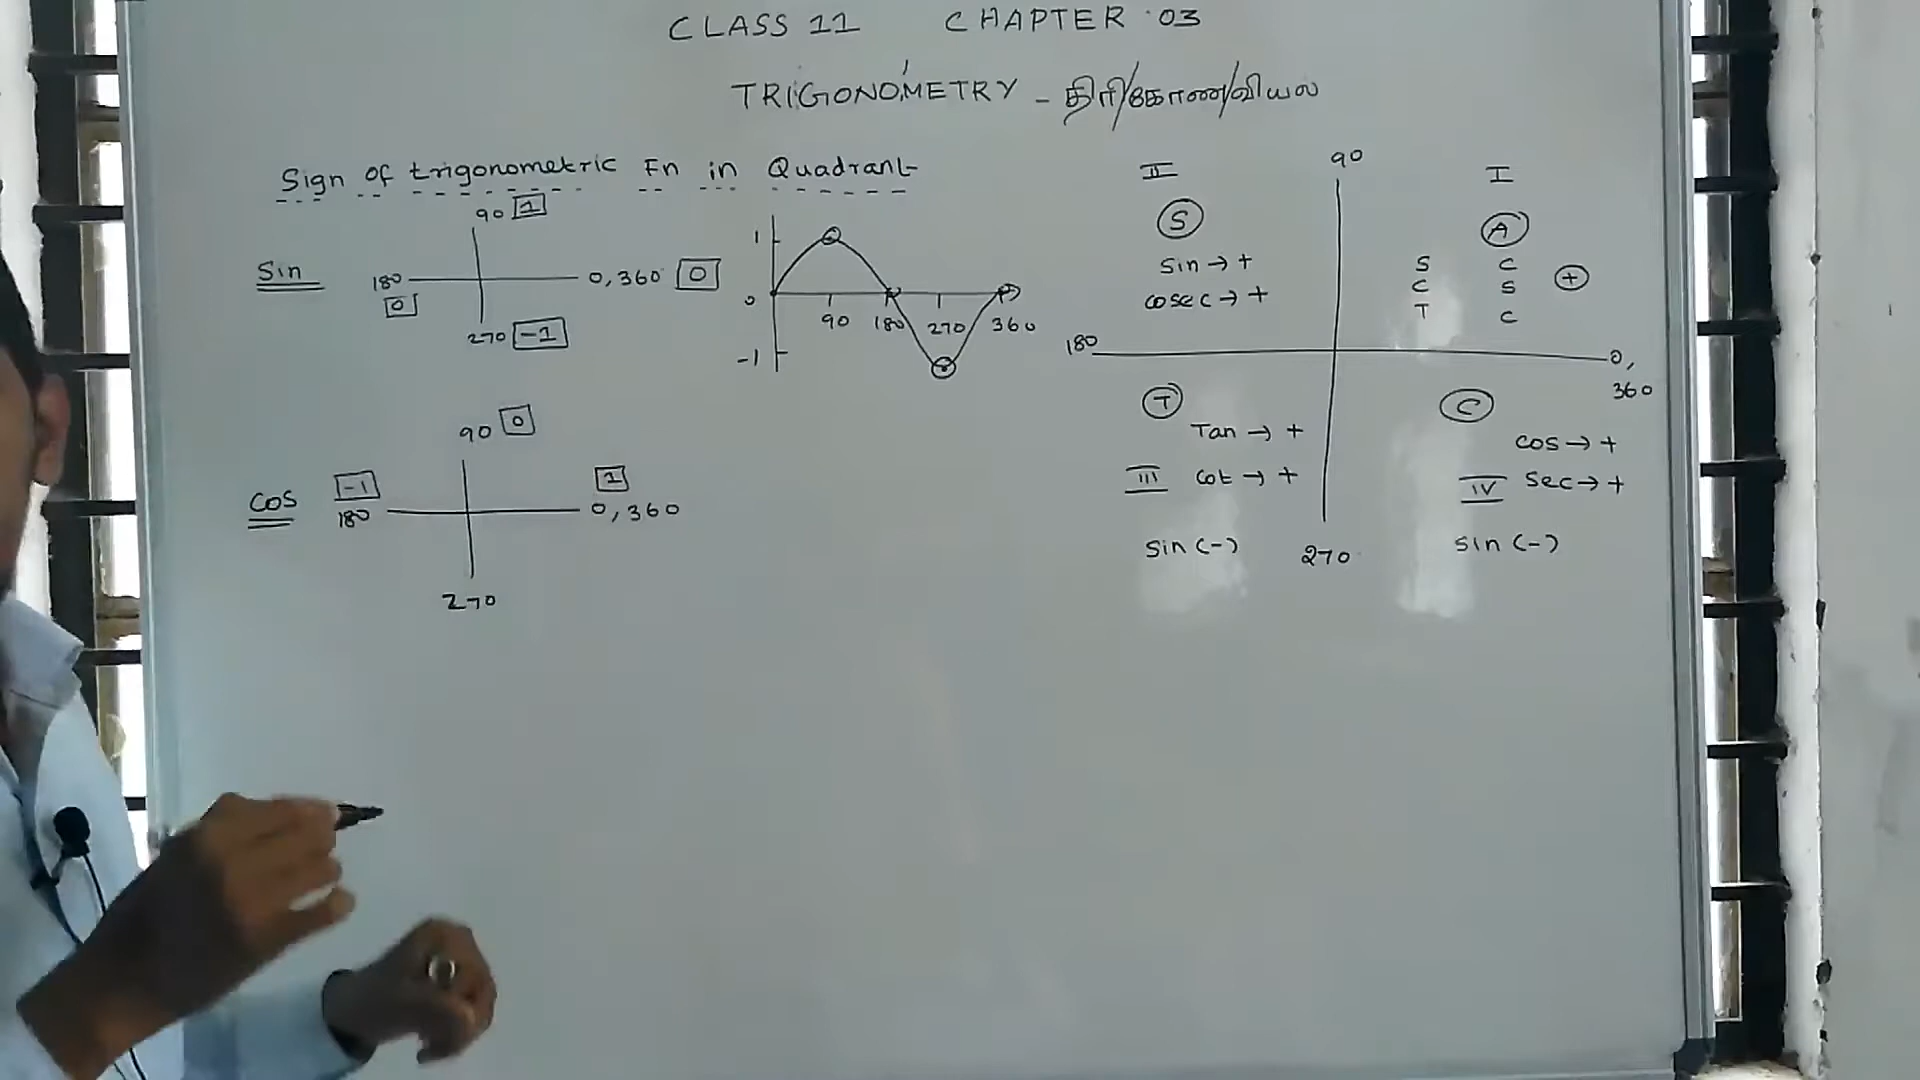 CLASS 11 CHAPTER 03
TRIGONOMETRY - திரி/கோண/வியல
Sign of trigonometric Fn in Quadrant
Sin
90 1
180 0
0, 360 0
270 -1
1
0
-1
90 180 270 360
COS
90 0
-1
180
1
0, 360
270
90
II
I
S
A
Sin → +
cosec → +
S C
C S
T C
+
180
0,
360
T
Tan → +
III Cot → +
Sin (-)
C
COS → +
IV Sec → +
Sin (-)
270